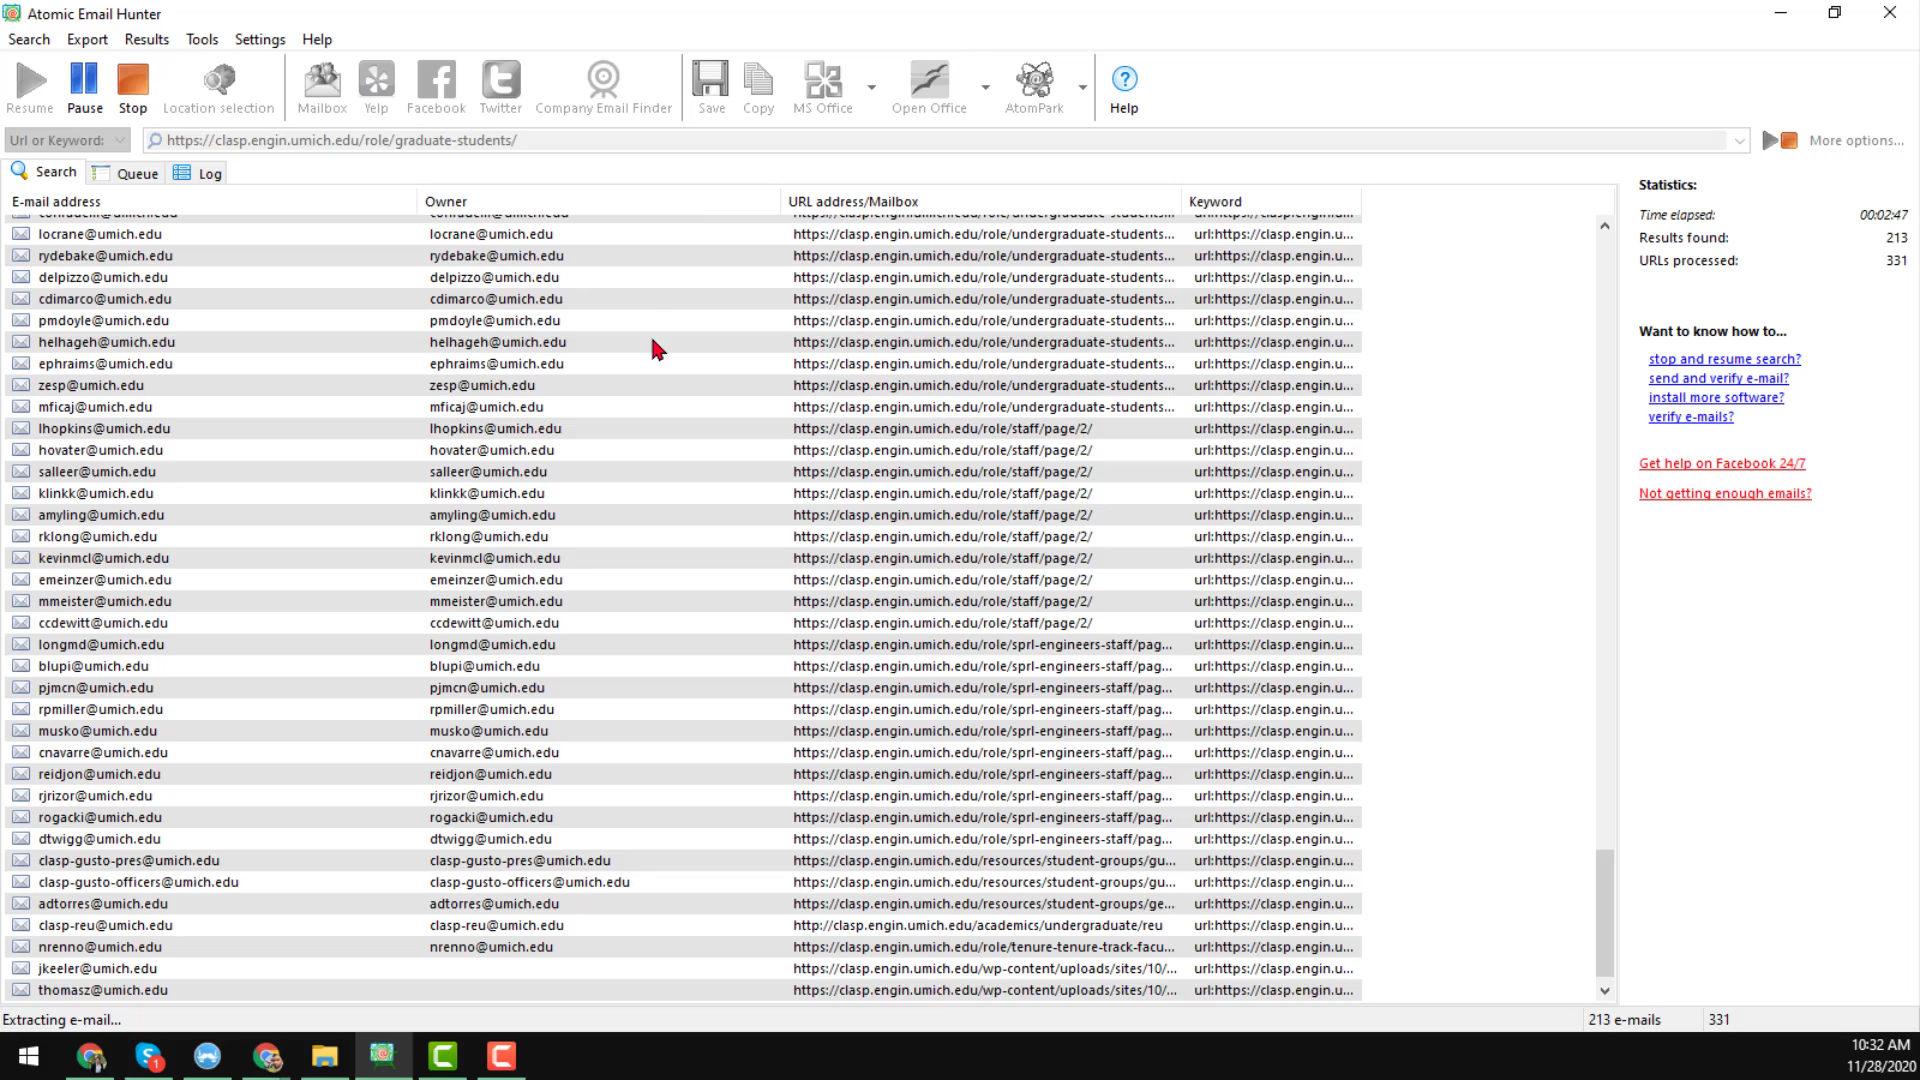 Atomic Email Hunter
Search Export Results Tools Settings Help
Resume Pause Stop Location selection Mailbox Yelp Facebook Twitter Company Email Finder Save Copy MS Office Open Office AtomPark Help
Url or Keyword: https://clasp.engin.umich.edu/role/graduate-students/ More options...
Search Queue Log
E-mail address Owner URL address/Mailbox Keyword
locrane@umich.edu locrane@umich.edu https://clasp.engin.umich.edu/role/undergraduate-students... url:https://clasp.engin.u...
rydebake@umich.edu rydebake@umich.edu https://clasp.engin.umich.edu/role/undergraduate-students... url:https://clasp.engin.u...
delpizzo@umich.edu delpizzo@umich.edu https://clasp.engin.umich.edu/role/undergraduate-students... url:https://clasp.engin.u...
cdimarco@umich.edu cdimarco@umich.edu https://clasp.engin.umich.edu/role/undergraduate-students... url:https://clasp.engin.u...
pmdoyle@umich.edu pmdoyle@umich.edu https://clasp.engin.umich.edu/role/undergraduate-students... url:https://clasp.engin.u...
helhageh@umich.edu helhageh@umich.edu https://clasp.engin.umich.edu/role/undergraduate-students... url:https://clasp.engin.u...
ephraims@umich.edu ephraims@umich.edu https://clasp.engin.umich.edu/role/undergraduate-students... url:https://clasp.engin.u...
zesp@umich.edu zesp@umich.edu https://clasp.engin.umich.edu/role/undergraduate-students... url:https://clasp.engin.u...
mficaj@umich.edu mficaj@umich.edu https://clasp.engin.umich.edu/role/undergraduate-students... url:https://clasp.engin.u...
lhopkins@umich.edu lhopkins@umich.edu https://clasp.engin.umich.edu/role/staff/page/2/ url:https://clasp.engin.u...
hovater@umich.edu hovater@umich.edu https://clasp.engin.umich.edu/role/staff/page/2/ url:https://clasp.engin.u...
salleer@umich.edu salleer@umich.edu https://clasp.engin.umich.edu/role/staff/page/2/ url:https://clasp.engin.u...
klinkk@umich.edu klinkk@umich.edu https://clasp.engin.umich.edu/role/staff/page/2/ url:https://clasp.engin.u...
amyling@umich.edu amyling@umich.edu https://clasp.engin.umich.edu/role/staff/page/2/ url:https://clasp.engin.u...
rklong@umich.edu rklong@umich.edu https://clasp.engin.umich.edu/role/staff/page/2/ url:https://clasp.engin.u...
kevinmcl@umich.edu kevinmcl@umich.edu https://clasp.engin.umich.edu/role/staff/page/2/ url:https://clasp.engin.u...
emeinzer@umich.edu emeinzer@umich.edu https://clasp.engin.umich.edu/role/staff/page/2/ url:https://clasp.engin.u...
mmeister@umich.edu mmeister@umich.edu https://clasp.engin.umich.edu/role/staff/page/2/ url:https://clasp.engin.u...
ccdewitt@umich.edu ccdewitt@umich.edu https://clasp.engin.umich.edu/role/staff/page/2/ url:https://clasp.engin.u...
longmd@umich.edu longmd@umich.edu https://clasp.engin.umich.edu/role/sprl-engineers-staff/pag... url:https://clasp.engin.u...
blupi@umich.edu blupi@umich.edu https://clasp.engin.umich.edu/role/sprl-engineers-staff/pag... url:https://clasp.engin.u...
pjmcn@umich.edu pjmcn@umich.edu https://clasp.engin.umich.edu/role/sprl-engineers-staff/pag... url:https://clasp.engin.u...
rpmiller@umich.edu rpmiller@umich.edu https://clasp.engin.umich.edu/role/sprl-engineers-staff/pag... url:https://clasp.engin.u...
musko@umich.edu musko@umich.edu https://clasp.engin.umich.edu/role/sprl-engineers-staff/pag... url:https://clasp.engin.u...
cnavarre@umich.edu cnavarre@umich.edu https://clasp.engin.umich.edu/role/sprl-engineers-staff/pag... url:https://clasp.engin.u...
reidjon@umich.edu reidjon@umich.edu https://clasp.engin.umich.edu/role/sprl-engineers-staff/pag... url:https://clasp.engin.u...
rjrizor@umich.edu rjrizor@umich.edu https://clasp.engin.umich.edu/role/sprl-engineers-staff/pag... url:https://clasp.engin.u...
rogacki@umich.edu rogacki@umich.edu https://clasp.engin.umich.edu/role/sprl-engineers-staff/pag... url:https://clasp.engin.u...
dtwigg@umich.edu dtwigg@umich.edu https://clasp.engin.umich.edu/role/sprl-engineers-staff/pag... url:https://clasp.engin.u...
clasp-gusto-pres@umich.edu clasp-gusto-pres@umich.edu https://clasp.engin.umich.edu/resources/student-groups/gu... url:https://clasp.engin.u...
clasp-gusto-officers@umich.edu clasp-gusto-officers@umich.edu https://clasp.engin.umich.edu/resources/student-groups/gu... url:https://clasp.engin.u...
adtorres@umich.edu adtorres@umich.edu https://clasp.engin.umich.edu/resources/student-groups/ge... url:https://clasp.engin.u...
clasp-reu@umich.edu clasp-reu@umich.edu http://clasp.engin.umich.edu/academics/undergraduate/reu url:https://clasp.engin.u...
nrenno@umich.edu nrenno@umich.edu https://clasp.engin.umich.edu/role/tenure-tenure-track-facu... url:https://clasp.engin.u...
jkeeler@umich.edu https://clasp.engin.umich.edu/wp-content/uploads/sites/10/... url:https://clasp.engin.u...
thomasz@umich.edu https://clasp.engin.umich.edu/wp-content/uploads/sites/10/... url:https://clasp.engin.u...
Statistics:
Time elapsed: 00:02:47
Results found: 213
URLs processed: 331
Want to know how to...
stop and resume search?
send and verify e-mail?
install more software?
verify e-mails?
Get help on Facebook 24/7
Not getting enough emails?
Extracting e-mail... 213 e-mails 331
1
10:32 AM
11/28/2020